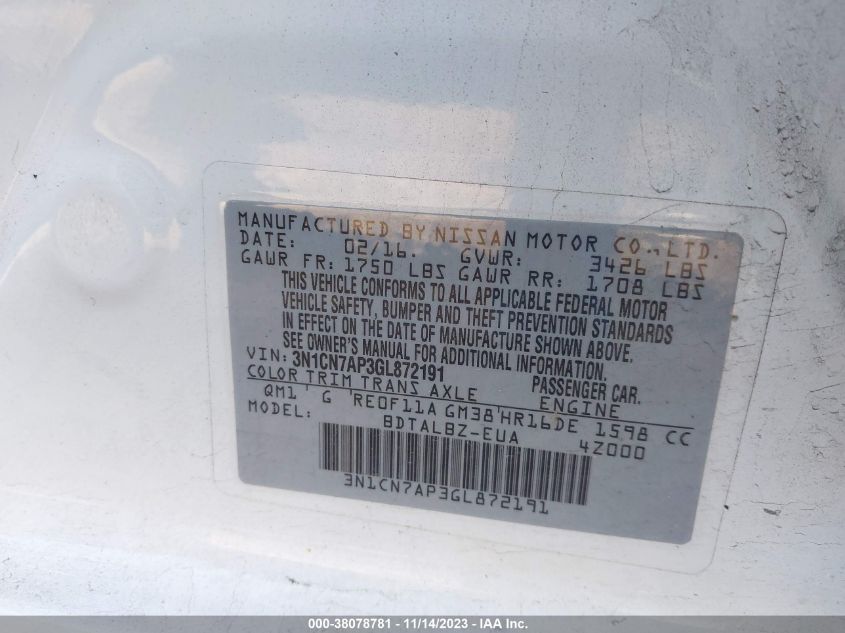 MANUFACTURED BY NISSAN MOTOR CO., LTD.
DATE: 02/16. GVWR: 3426 LBS
GAWR FR: 1750 LBS GAWR RR: 1708 LBS
THIS VEHICLE CONFORMS TO ALL APPLICABLE FEDERAL MOTOR
VEHICLE SAFETY, BUMPER AND THEFT PREVENTION STANDARDS
IN EFFECT ON THE DATE OF MANUFACTURE SHOWN ABOVE.
SEE OWNER'S MANUAL FOR ADDITIONAL INFORMATION.
VIN: 3N1CN7AP3GL872191 PASSENGER CAR.
COLOR TRIM TRANS AXLE ENGINE
QM1 ' G 'RE0F11A GM38'HR16DE 1598 CC
MODEL: BDTALBZ-EUA 4Z000
3N1CN7AP3GL872191
000-38078781 - 11/14/2023 - IAA Inc.